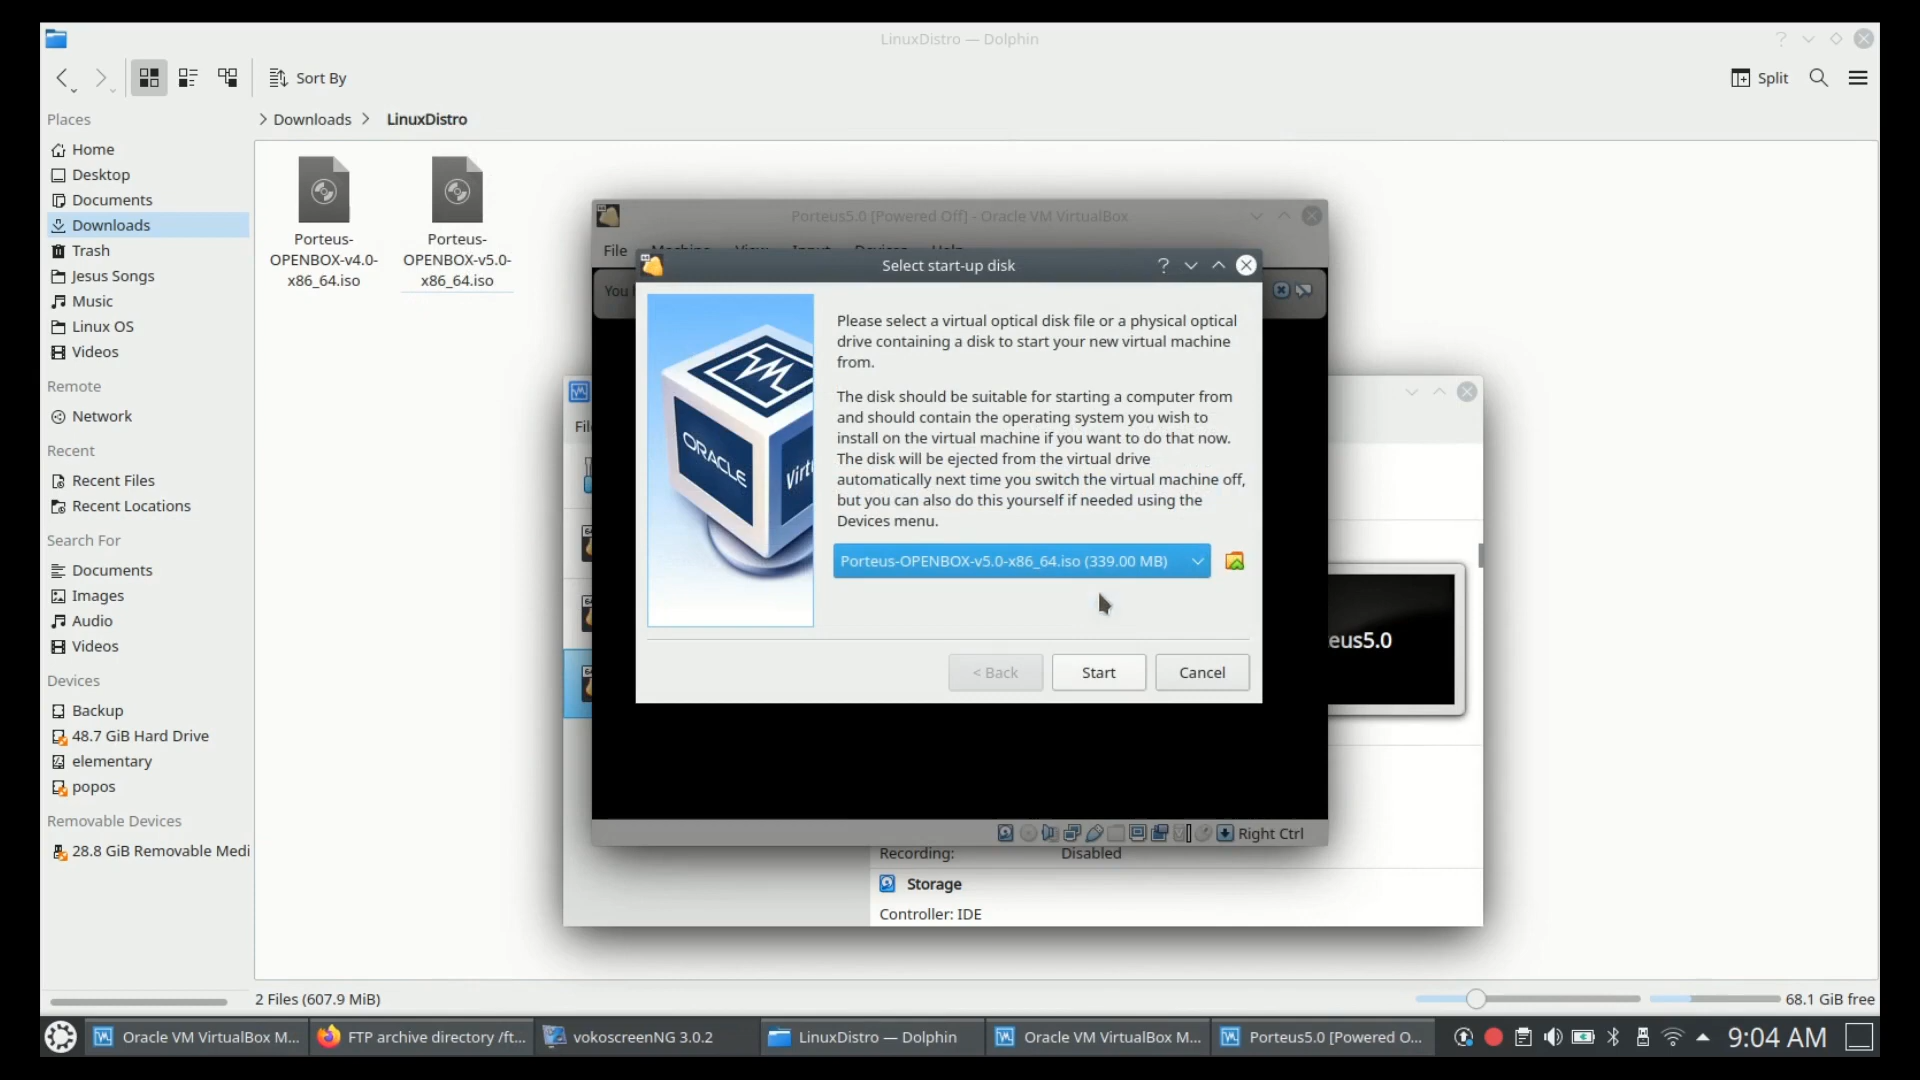 LinuxDistro — Dolphin
Sort By
Split
Places
Downloads
LinuxDistro
Home
Desktop
Documents
Downloads
Trash
Jesus Songs
Music
Linux OS
Videos
Remote
Network
Recent
Recent Files
Recent Locations
Search For
Documents
Images
Audio
Videos
Devices
Backup
48.7 GiB Hard Drive
elementary
popos
Removable Devices
28.8 GiB Removable Medi
Porteus-
OPENBOX-v4.0-
x86_64.iso
Porteus-
OPENBOX-v5.0-
x86_64.iso
Porteus5.0 [Powered Off] - Oracle VM VirtualBox
File Machine View Input Devices Help
You
Select start-up disk
ORACLE
Virt
Please select a virtual optical disk file or a physical optical
drive containing a disk to start your new virtual machine
from.
The disk should be suitable for starting a computer from
and should contain the operating system you wish to
install on the virtual machine if you want to do that now.
The disk will be ejected from the virtual drive
automatically next time you switch the virtual machine off,
but you can also do this yourself if needed using the
Devices menu.
Porteus-OPENBOX-v5.0-x86_64.iso (339.00 MB)
< Back
Start
Cancel
eus5.0
Right Ctrl
Recording: Disabled
Storage
Controller: IDE
2 Files (607.9 MiB)
68.1 GiB free
Oracle VM VirtualBox M...
FTP archive directory /ft...
vokoscreenNG 3.0.2
LinuxDistro — Dolphin
Oracle VM VirtualBox M...
Porteus5.0 [Powered O...
9:04 AM